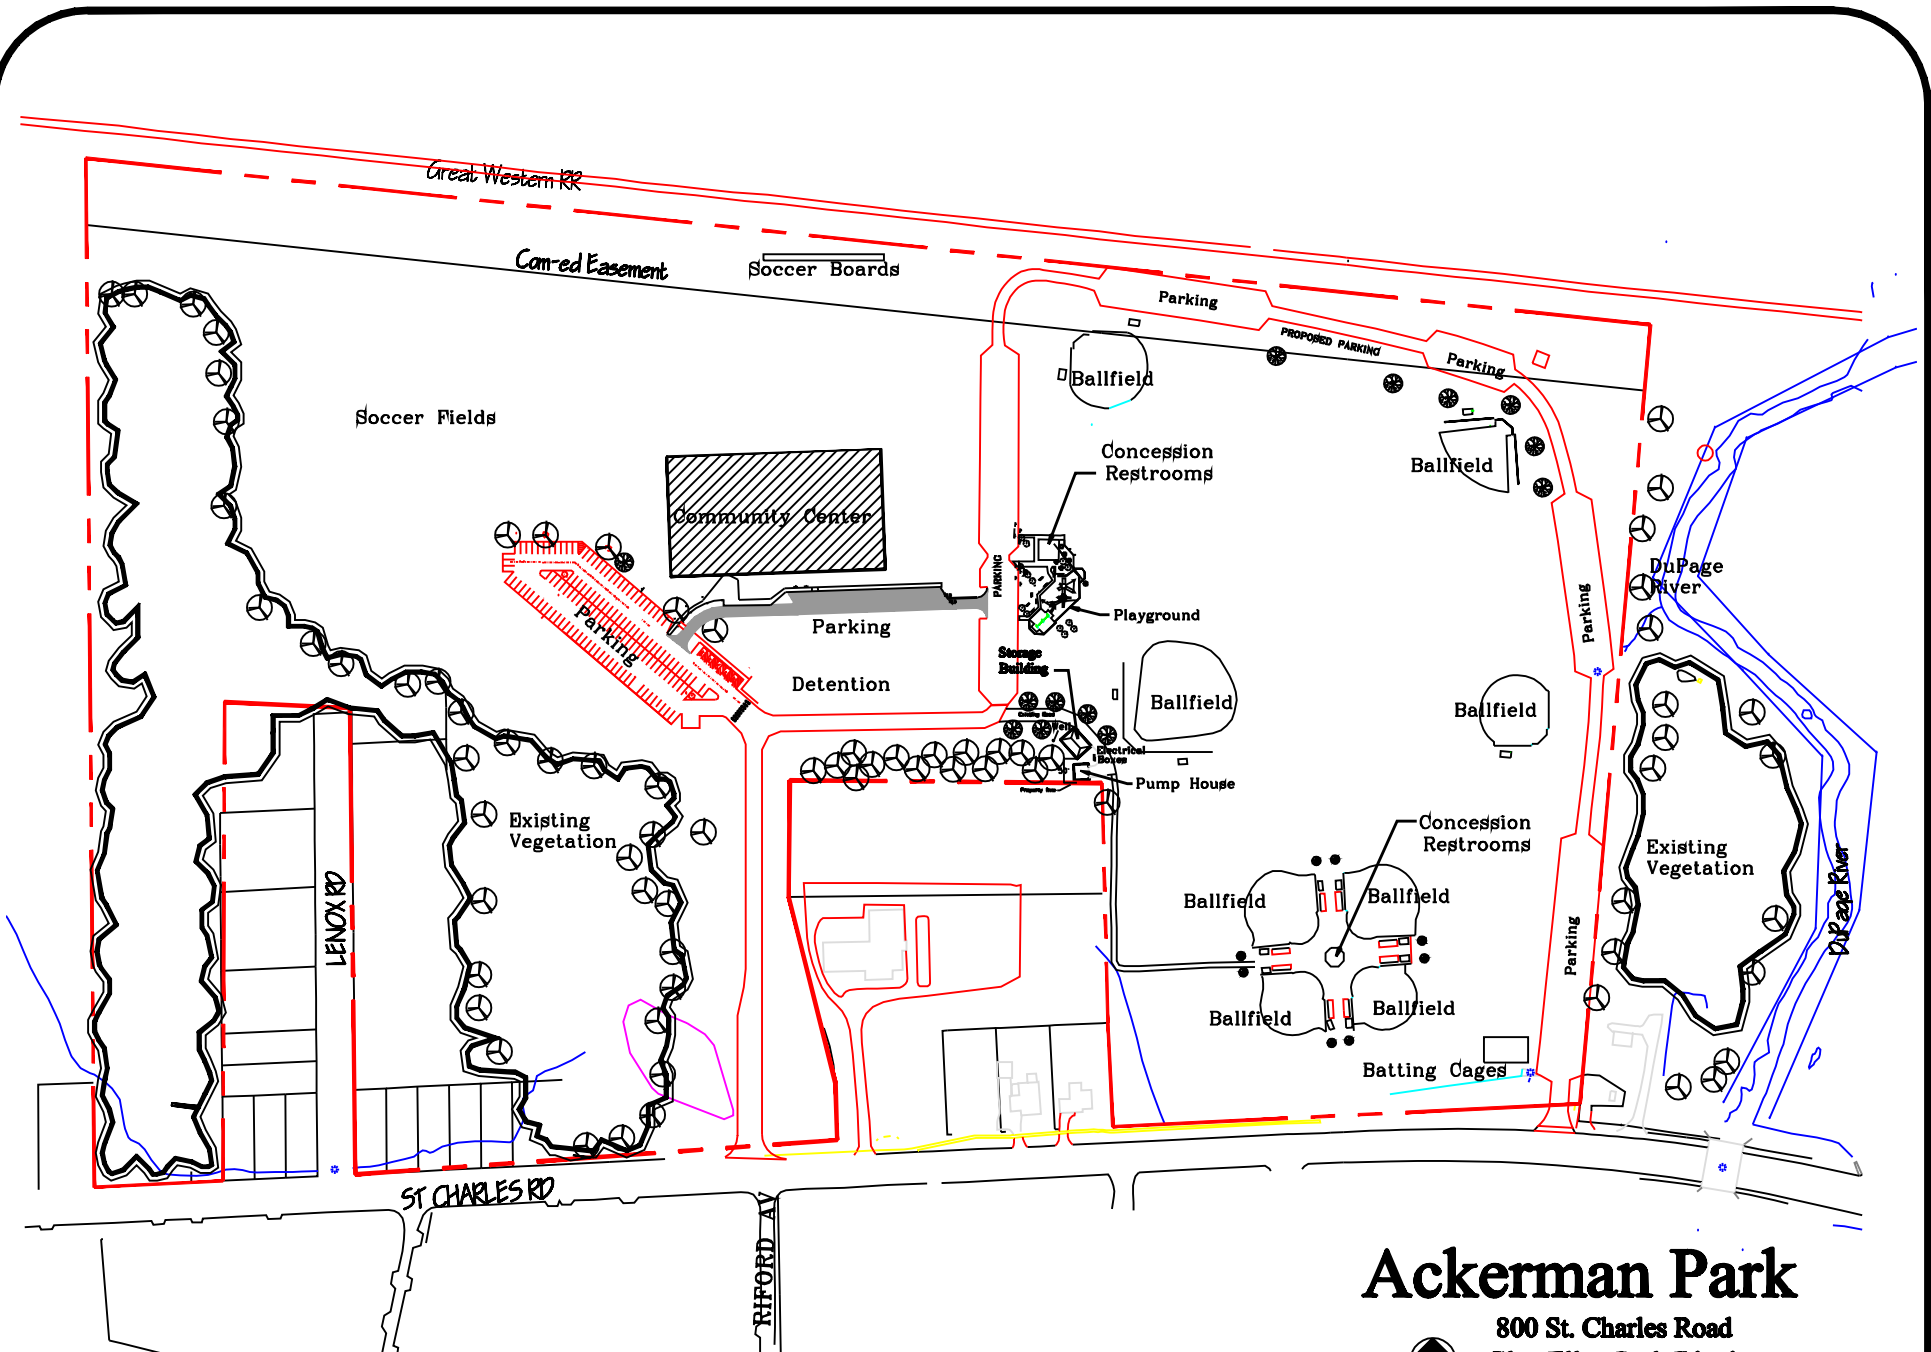 Great Western RR
Com-ed Easement
Soccer Boards
Parking
PROPOSED PARKING
Parking
Ballfield
Soccer Fields
Concession
Restrooms
Ballfield
Community Center
PARKING
DuPage
River
Parking
Parking
Parking
Playground
Storage
Building
Detention
Ballfield
Ballfield
Well
Electrical
Boxes
Pump House
Existing
Vegetation
Concession
Restrooms
Existing
Vegetation
LENOX RD
DuPage River
Ballfield
Ballfield
Parking
Ballfield
Ballfield
Batting Cages
ST CHARLES RD
RIFORD AV
Ackerman Park
800 St. Charles Road